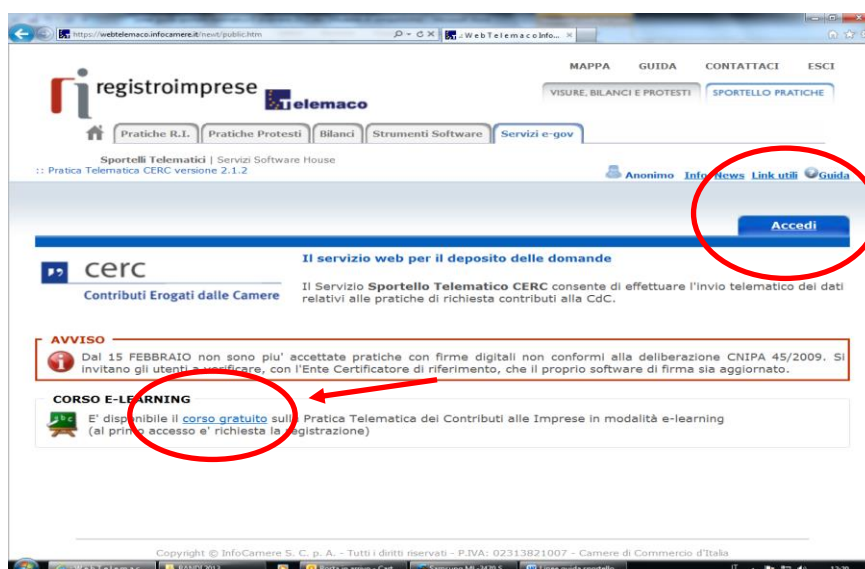 https://webtelemaco.infocamere.it/newt/public.htm
.:WebTelemaco Info...
MAPPA GUIDA CONTATTACI ESCI
registroimprese
Telemaco
VISURE, BILANCI E PROTESTI SPORTELLO PRATICHE
Pratiche R.I. Pratiche Protesti Bilanci Strumenti Software Servizi e-gov
Sportelli Telematici | Servizi Software House
:: Pratica Telematica CERC versione 2.1.2
Anonimo Info News Link utili Guida
Accedi
cerc
Contributi Erogati dalle Camere
Il servizio web per il deposito delle domande
Il Servizio Sportello Telematico CERC consente di effettuare l'invio telematico dei dati
relativi alle pratiche di richiesta contributi alla CdC.
AVVISO
Dal 15 FEBBRAIO non sono piu' accettate pratiche con firme digitali non conformi alla deliberazione CNIPA 45/2009. Si
invitano gli utenti a verificare, con l'Ente Certificatore di riferimento, che il proprio software di firma sia aggiornato.
CORSO E-LEARNING
E' disponibile il corso gratuito sulla Pratica Telematica dei Contributi alle Imprese in modalità e-learning
(al primo accesso e' richiesta la registrazione)
Copyright © InfoCamere S. C. p. A. - Tutti i diritti riservati - P.IVA: 02313821007 - Camere di Commercio d'Italia